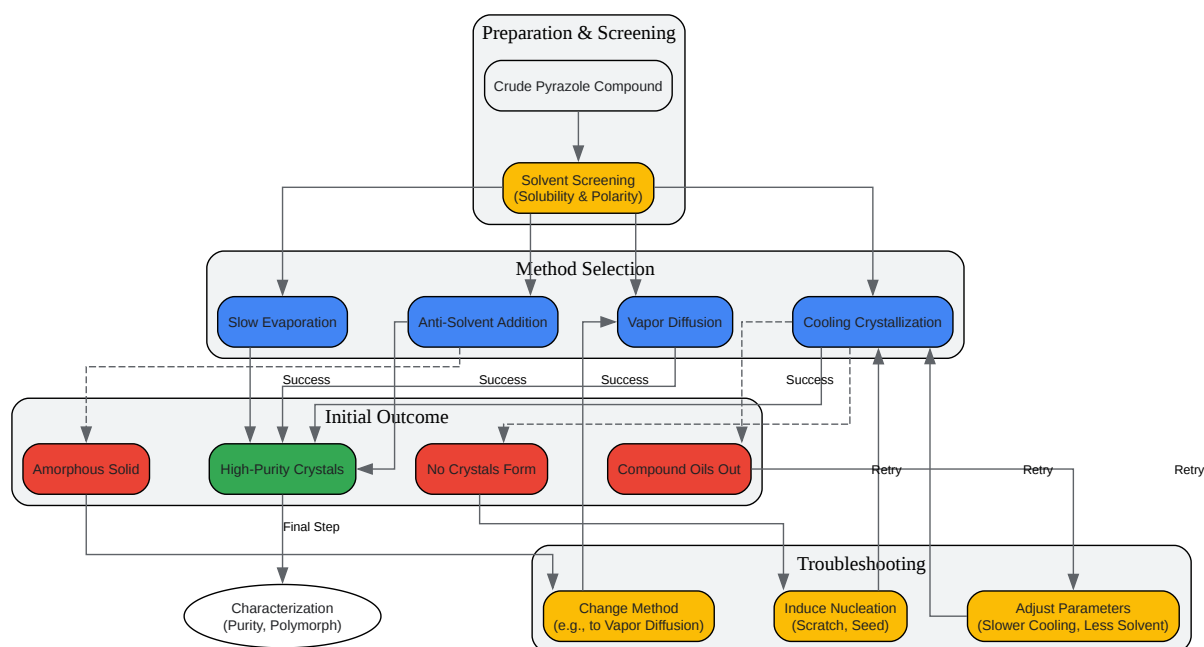 Preparation & Screening
Crude Pyrazole Compound
Solvent Screening
(Solubility & Polarity)
Method Selection
Slow Evaporation
Anti-Solvent Addition
Vapor Diffusion
Cooling Crystallization
Success
Success
Success
Success
Initial Outcome
Amorphous Solid
High-Purity Crystals
No Crystals Form
Compound Oils Out
Retry
Retry
Retry
Final Step
Troubleshooting
Characterization
(Purity, Polymorph)
Change Method
(e.g., to Vapor Diffusion)
Induce Nucleation
(Scratch, Seed)
Adjust Parameters
(Slower Cooling, Less Solvent)